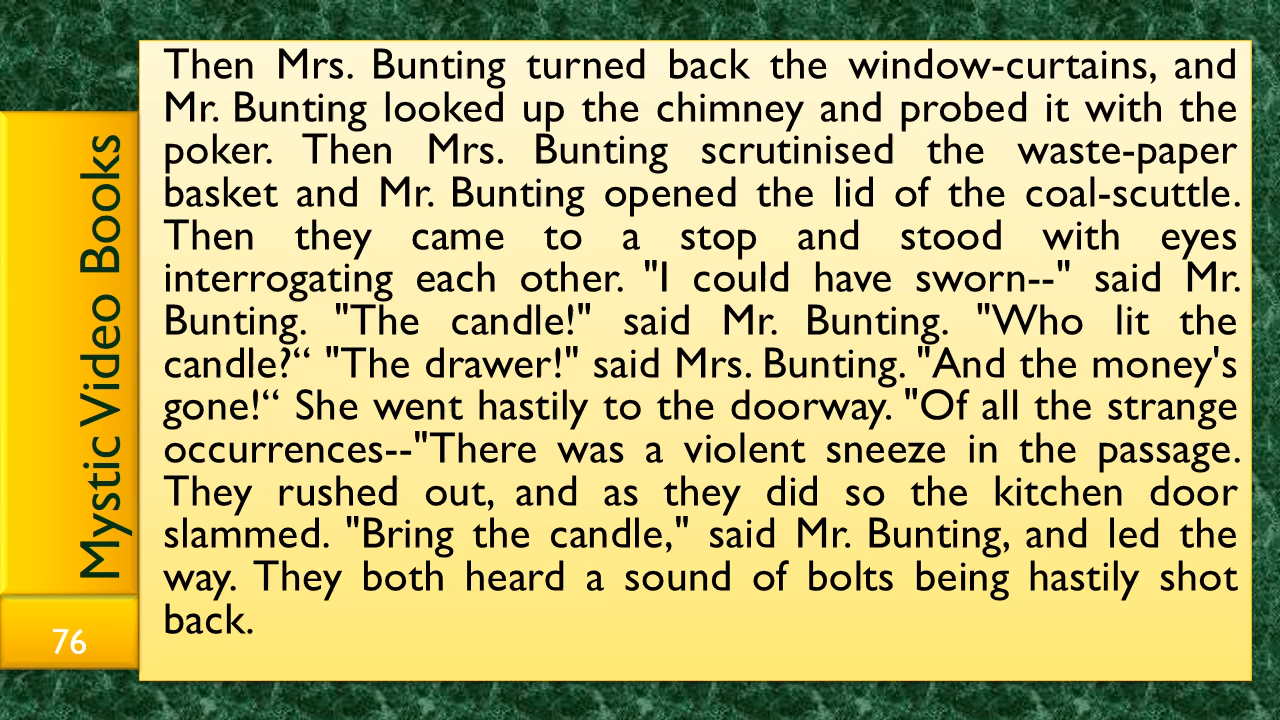 Mystic Video Books
76
Then Mrs. Bunting turned back the window-curtains, and
Mr. Bunting looked up the chimney and probed it with the
poker. Then Mrs. Bunting scrutinised the waste-paper
basket and Mr. Bunting opened the lid of the coal-scuttle.
Then they came to a stop and stood with eyes
interrogating each other. "I could have sworn--" said Mr.
Bunting. "The candle!" said Mr. Bunting. "Who lit the
candle?“ "The drawer!" said Mrs. Bunting. "And the money's
gone!“ She went hastily to the doorway. "Of all the strange
occurrences--"There was a violent sneeze in the passage.
They rushed out, and as they did so the kitchen door
slammed. "Bring the candle," said Mr. Bunting, and led the
way. They both heard a sound of bolts being hastily shot
back.